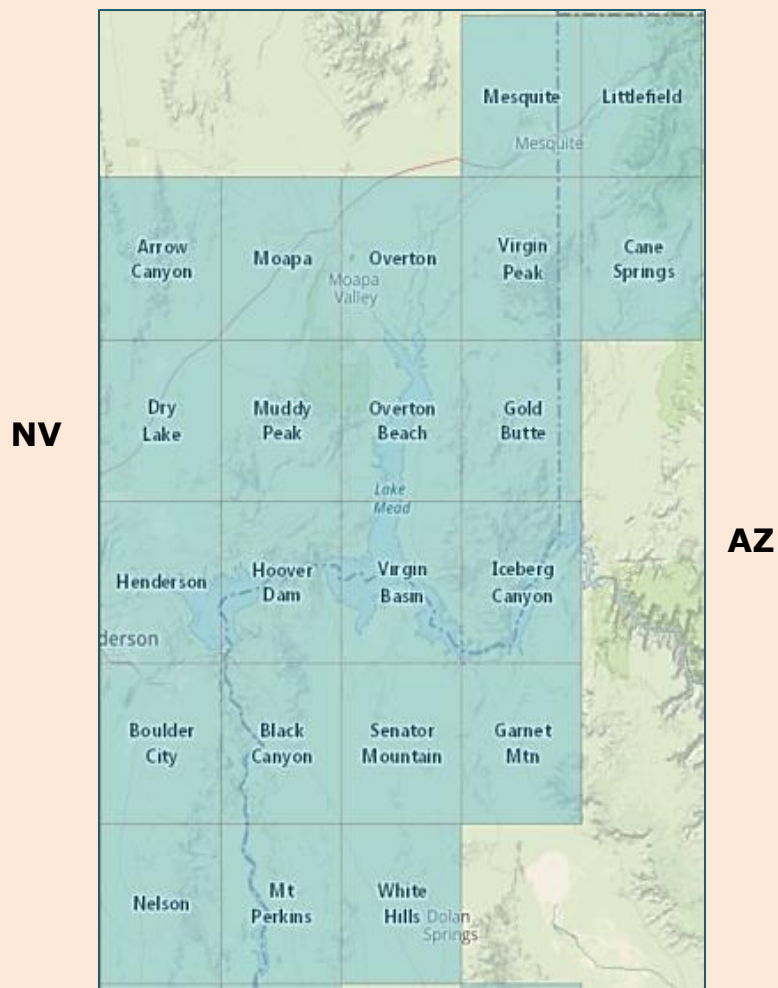 Mesquite
Littlefield
Mesquite
Arrow
Canyon
Moapa
Overton
Virgin
Peak
Cane
Springs
Moapa
Valley
NV
Dry
Lake
Muddy
Peak
Overton
Beach
Gold
Butte
Lake
Mead
AZ
Henderson
Hoover
Dam
Virgin
Basin
Iceberg
Canyon
derson
Boulder
City
Black
Canyon
Senator
Mountain
Garnet
Mtn
Nelson
Mt
Perkins
White
Hills
Dolan
Springs